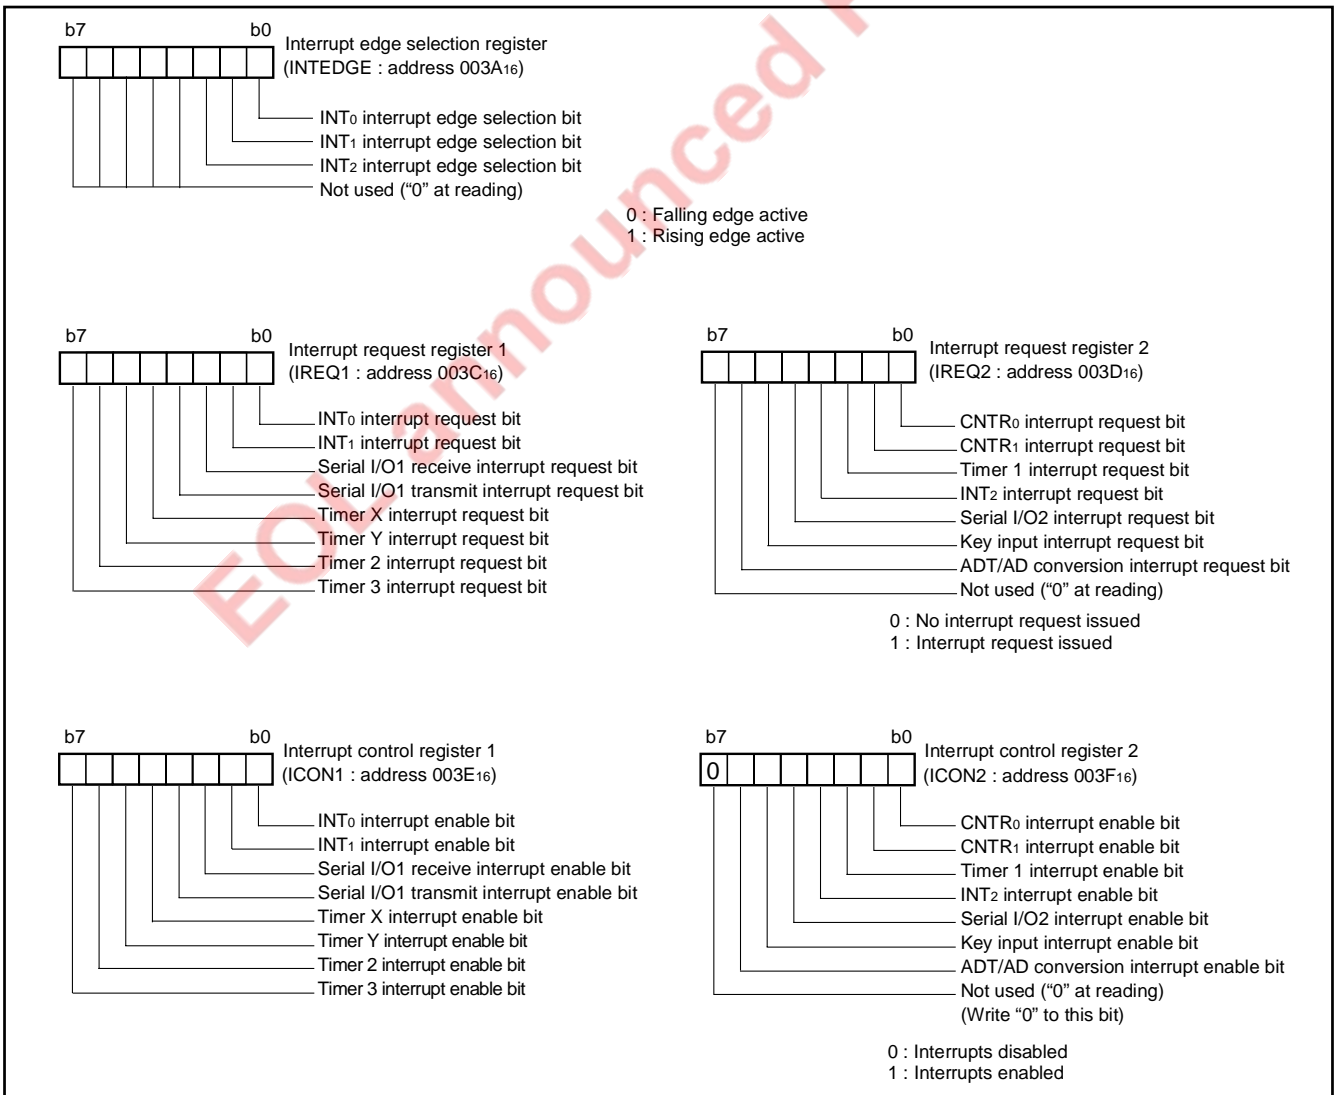 b7 b0
Interrupt edge selection register
(INTEDGE : address 003A16)
INT0 interrupt edge selection bit
INT1 interrupt edge selection bit
INT2 interrupt edge selection bit
Not used (“0” at reading)
0 : Falling edge active
1 : Rising edge active
b7 b0
Interrupt request register 1
(IREQ1 : address 003C16)
INT0 interrupt request bit
INT1 interrupt request bit
Serial I/O1 receive interrupt request bit
Serial I/O1 transmit interrupt request bit
Timer X interrupt request bit
Timer Y interrupt request bit
Timer 2 interrupt request bit
Timer 3 interrupt request bit
b7 b0
Interrupt request register 2
(IREQ2 : address 003D16)
CNTR0 interrupt request bit
CNTR1 interrupt request bit
Timer 1 interrupt request bit
INT2 interrupt request bit
Serial I/O2 interrupt request bit
Key input interrupt request bit
ADT/AD conversion interrupt request bit
Not used (“0” at reading)
0 : No interrupt request issued
1 : Interrupt request issued
b7 b0
Interrupt control register 1
(ICON1 : address 003E16)
INT0 interrupt enable bit
INT1 interrupt enable bit
Serial I/O1 receive interrupt enable bit
Serial I/O1 transmit interrupt enable bit
Timer X interrupt enable bit
Timer Y interrupt enable bit
Timer 2 interrupt enable bit
Timer 3 interrupt enable bit
b7 b0
0
Interrupt control register 2
(ICON2 : address 003F16)
CNTR0 interrupt enable bit
CNTR1 interrupt enable bit
Timer 1 interrupt enable bit
INT2 interrupt enable bit
Serial I/O2 interrupt enable bit
Key input interrupt enable bit
ADT/AD conversion interrupt enable bit
Not used (“0” at reading)
(Write “0” to this bit)
0 : Interrupts disabled
1 : Interrupts enabled
EOL announced